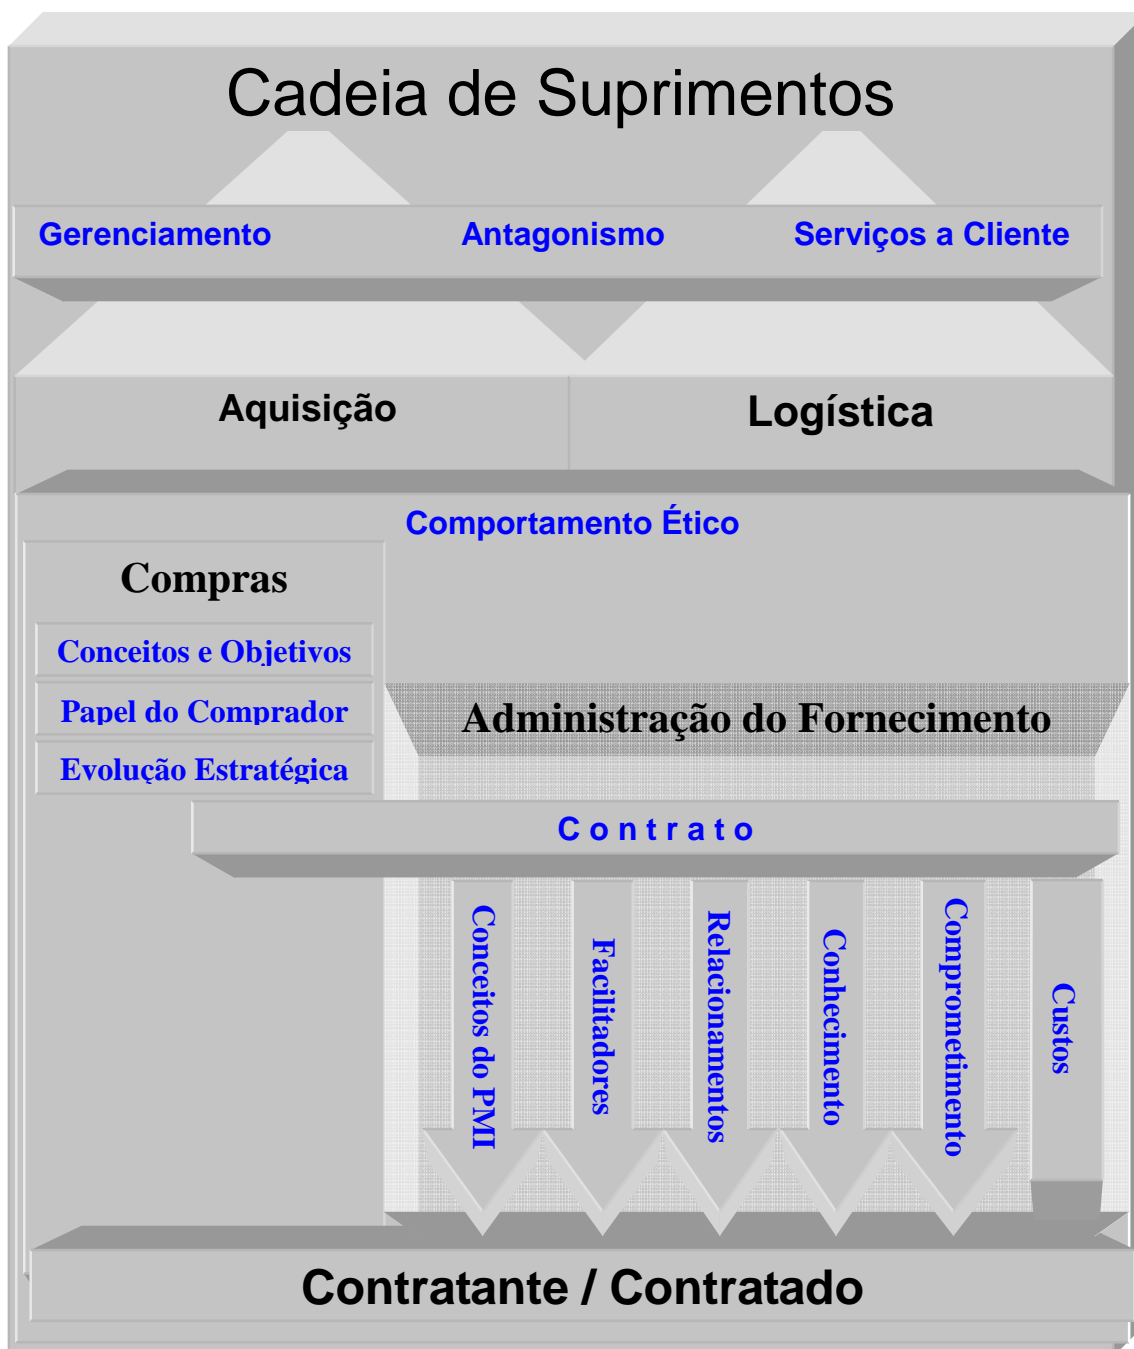 Cadeia de Suprimentos
Gerenciamento Antagonismo Serviços a Cliente
Aquisição Logística
Comportamento Ético
Compras
Conceitos e Objetivos
Papel do Comprador
Evolução Estratégica
Administração do Fornecimento
Contrato
Conceitos do PMI
Facilitadores
Relacionamentos
Conhecimento
Comprometimento
Custos
Contratante / Contratado